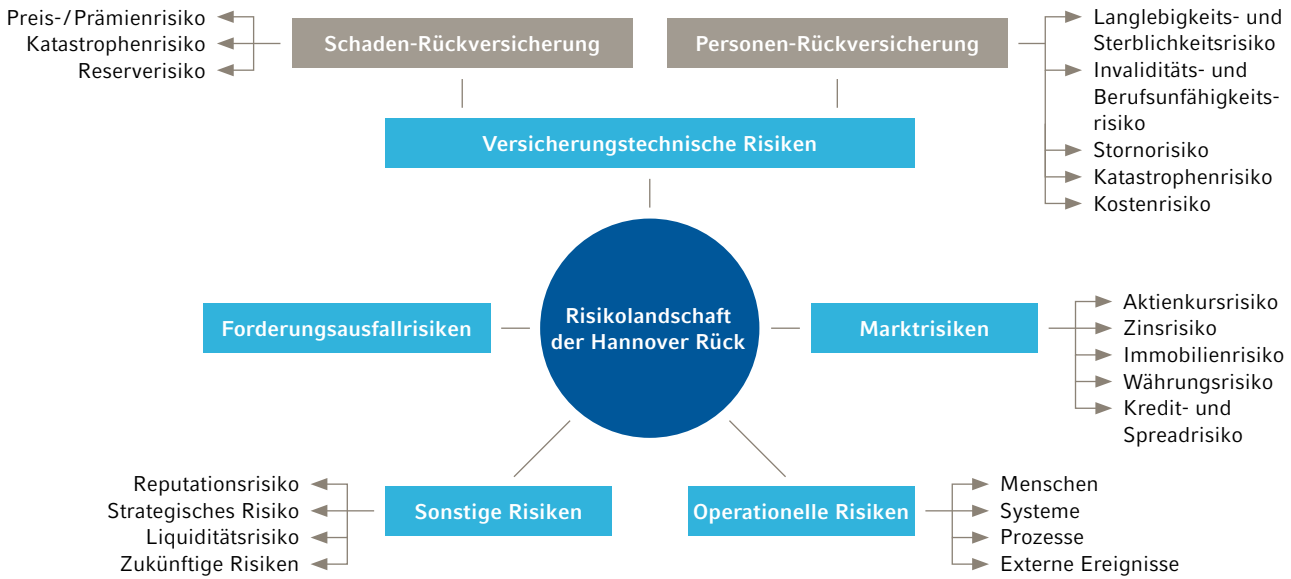 Preis-/Prämienrisiko
Katastrophenrisiko
Reserverisiko
Schaden-Rückversicherung
Personen-Rückversicherung
Langlebigkeits- und
Sterblichkeitsrisiko
Invaliditäts- und
Berufsunfähigkeits-
risiko
Stornorisiko
Katastrophenrisiko
Kostenrisiko
Versicherungstechnische Risiken
Forderungsausfallrisiken
Risikolandschaft
der Hannover Rück
Marktrisiken
Aktienkursrisiko
Zinsrisiko
Immobilienrisiko
Währungsrisiko
Kredit- und
Spreadrisiko
Reputationsrisiko
Strategisches Risiko
Liquiditätsrisiko
Zukünftige Risiken
Sonstige Risiken
Operationelle Risiken
Menschen
Systeme
Prozesse
Externe Ereignisse